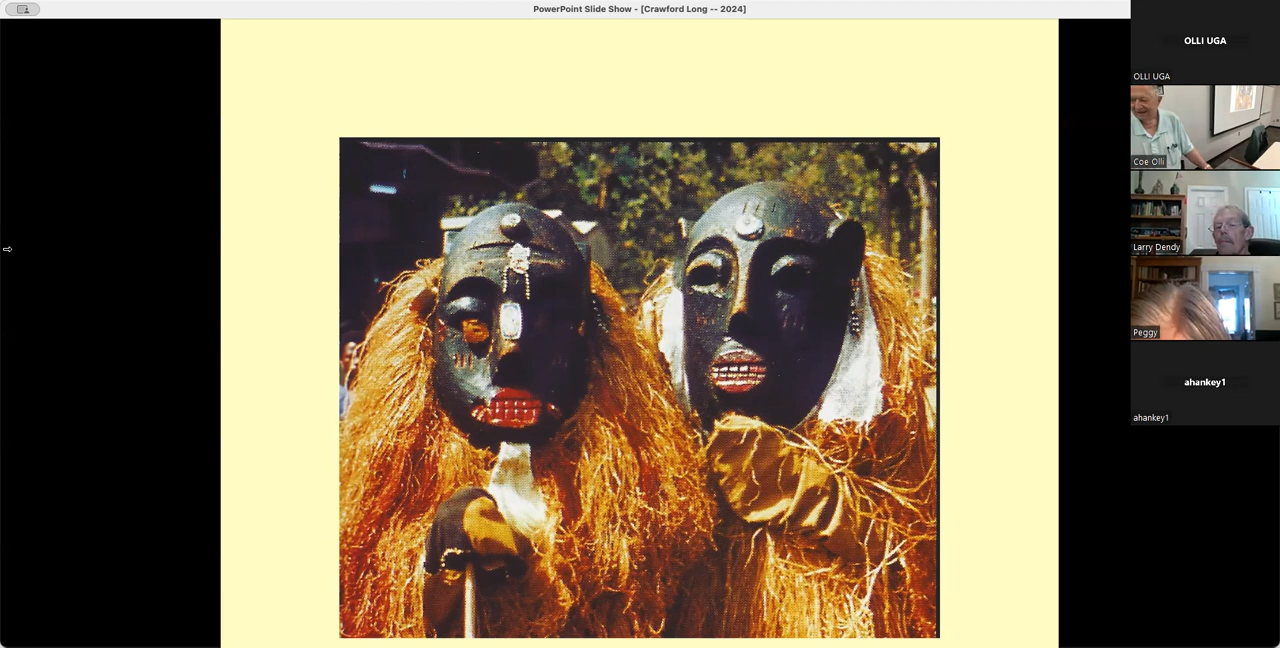 PowerPoint Slide Show - [Crawford Long -- 2024]
OLLI UGA
OLLI UGA
Coe Olli
Larry Dendy
Peggy
ahankey1
ahankey1